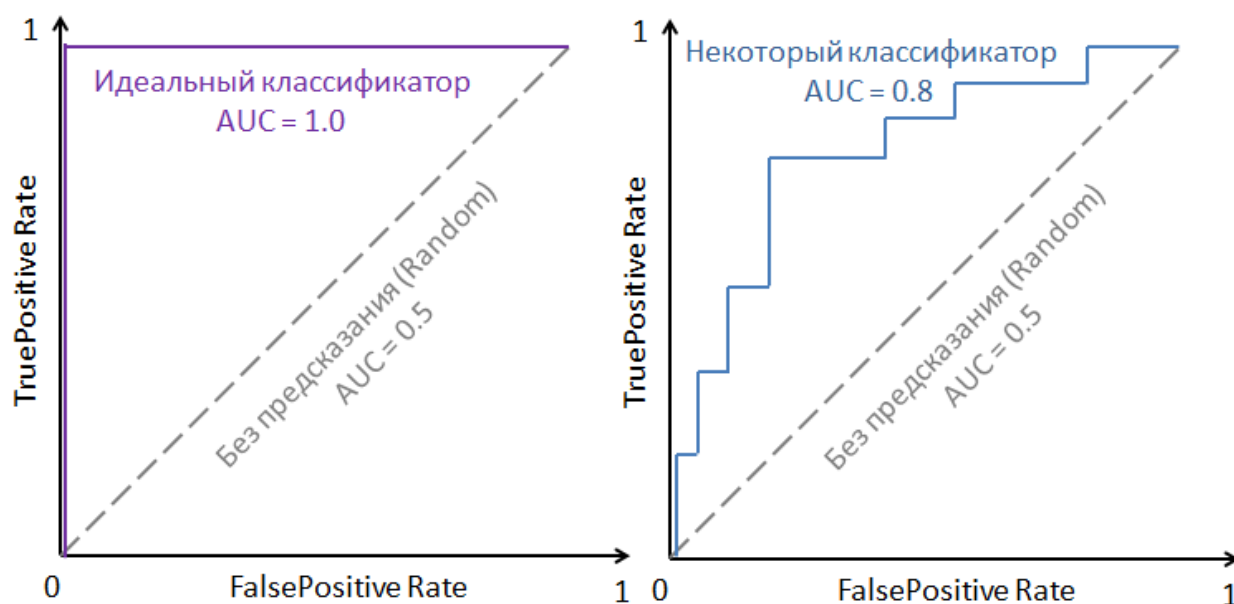 1
Идеальный классификатор
AUC = 1.0
TruePositive Rate
Без предсказания (Random)
AUC = 0.5
0
FalsePositive Rate
1
1
Некоторый классификатор
AUC = 0.8
TruePositive Rate
Без предсказания (Random)
AUC = 0.5
0
FalsePositive Rate
1